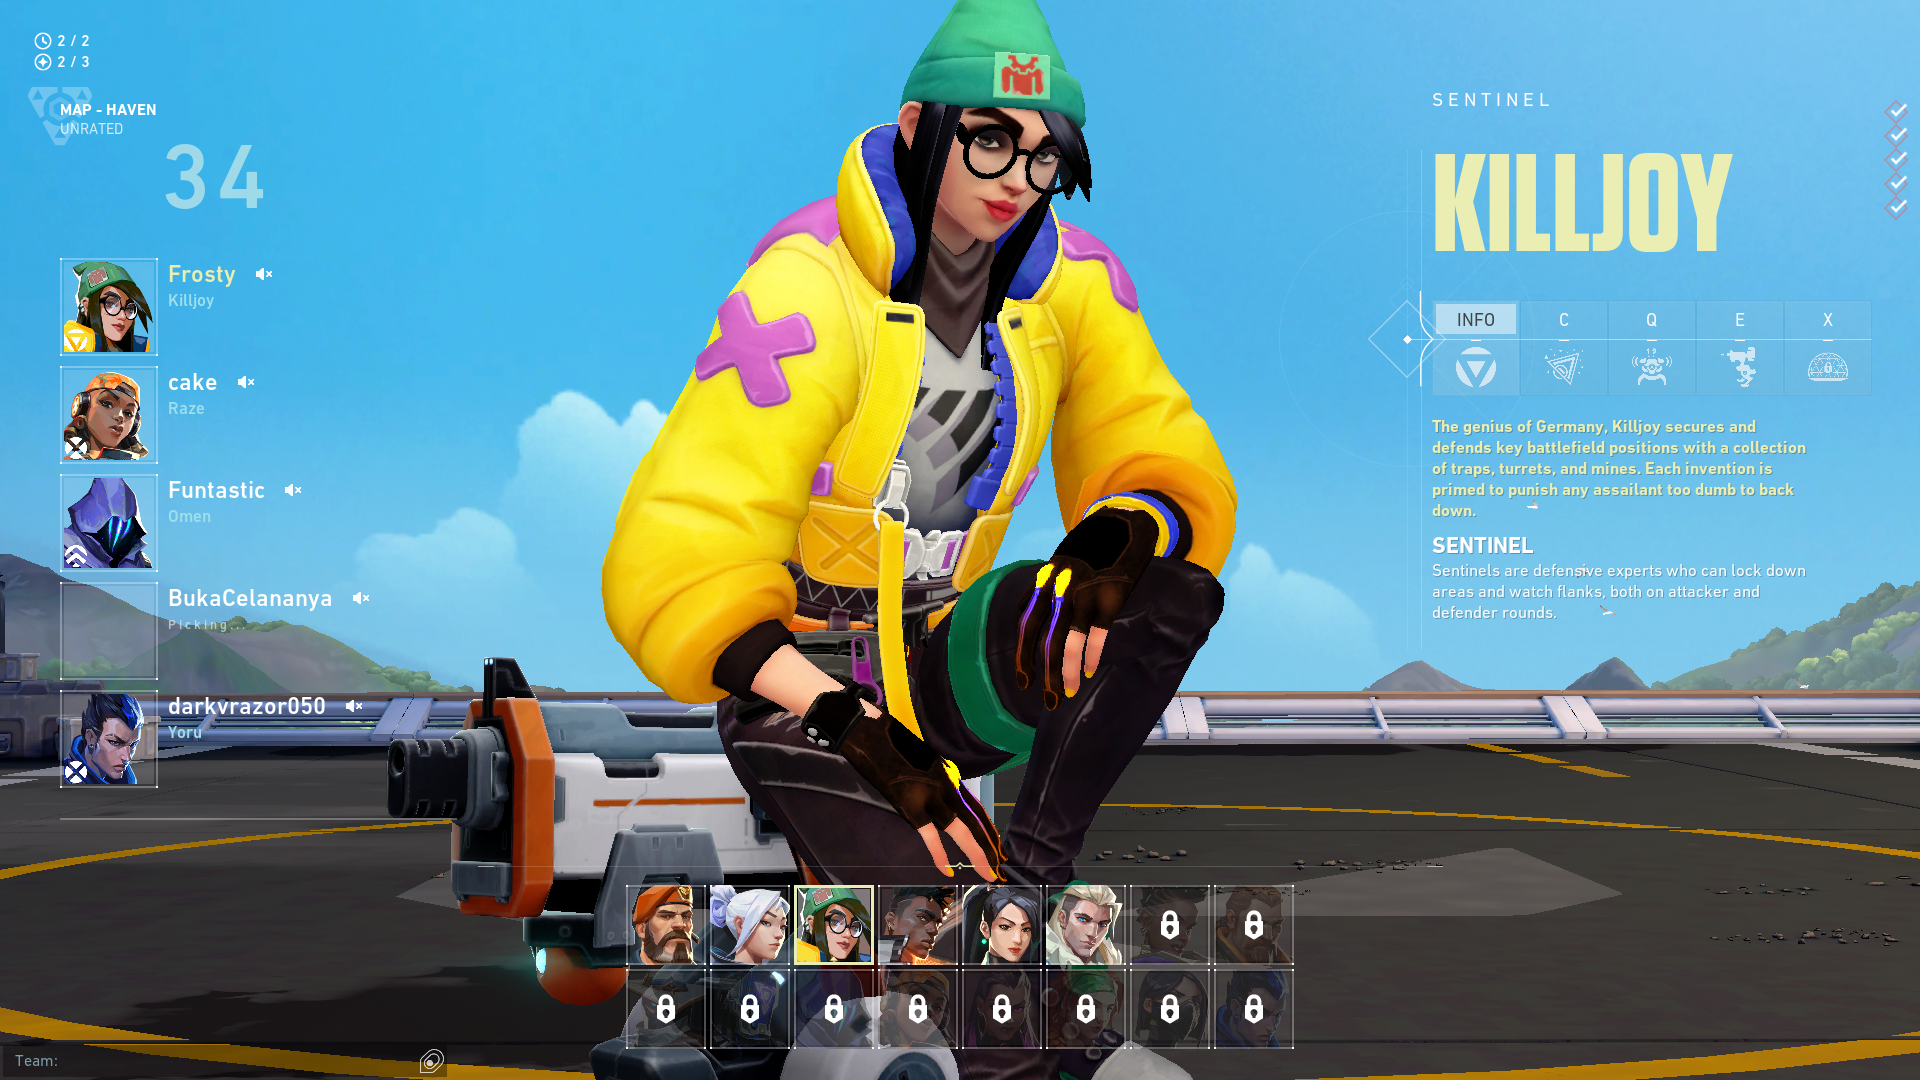 2 / 2
2 / 3
MAP - HAVEN
UNRATED
34
Frosty
Killjoy
cake
Raze
Funtastic
Omen
BukaCelananya
Picking...
darkvrazor050
Yoru
Team:
SENTINEL
KILLJOY
INFO C Q E X
The genius of Germany, Killjoy secures and
defends key battlefield positions with a collection
of traps, turrets, and mines. Each invention is
primed to punish any assailant too dumb to back
down.
SENTINEL
Sentinels are defensive experts who can lock down
areas and watch flanks, both on attacker and
defender rounds.